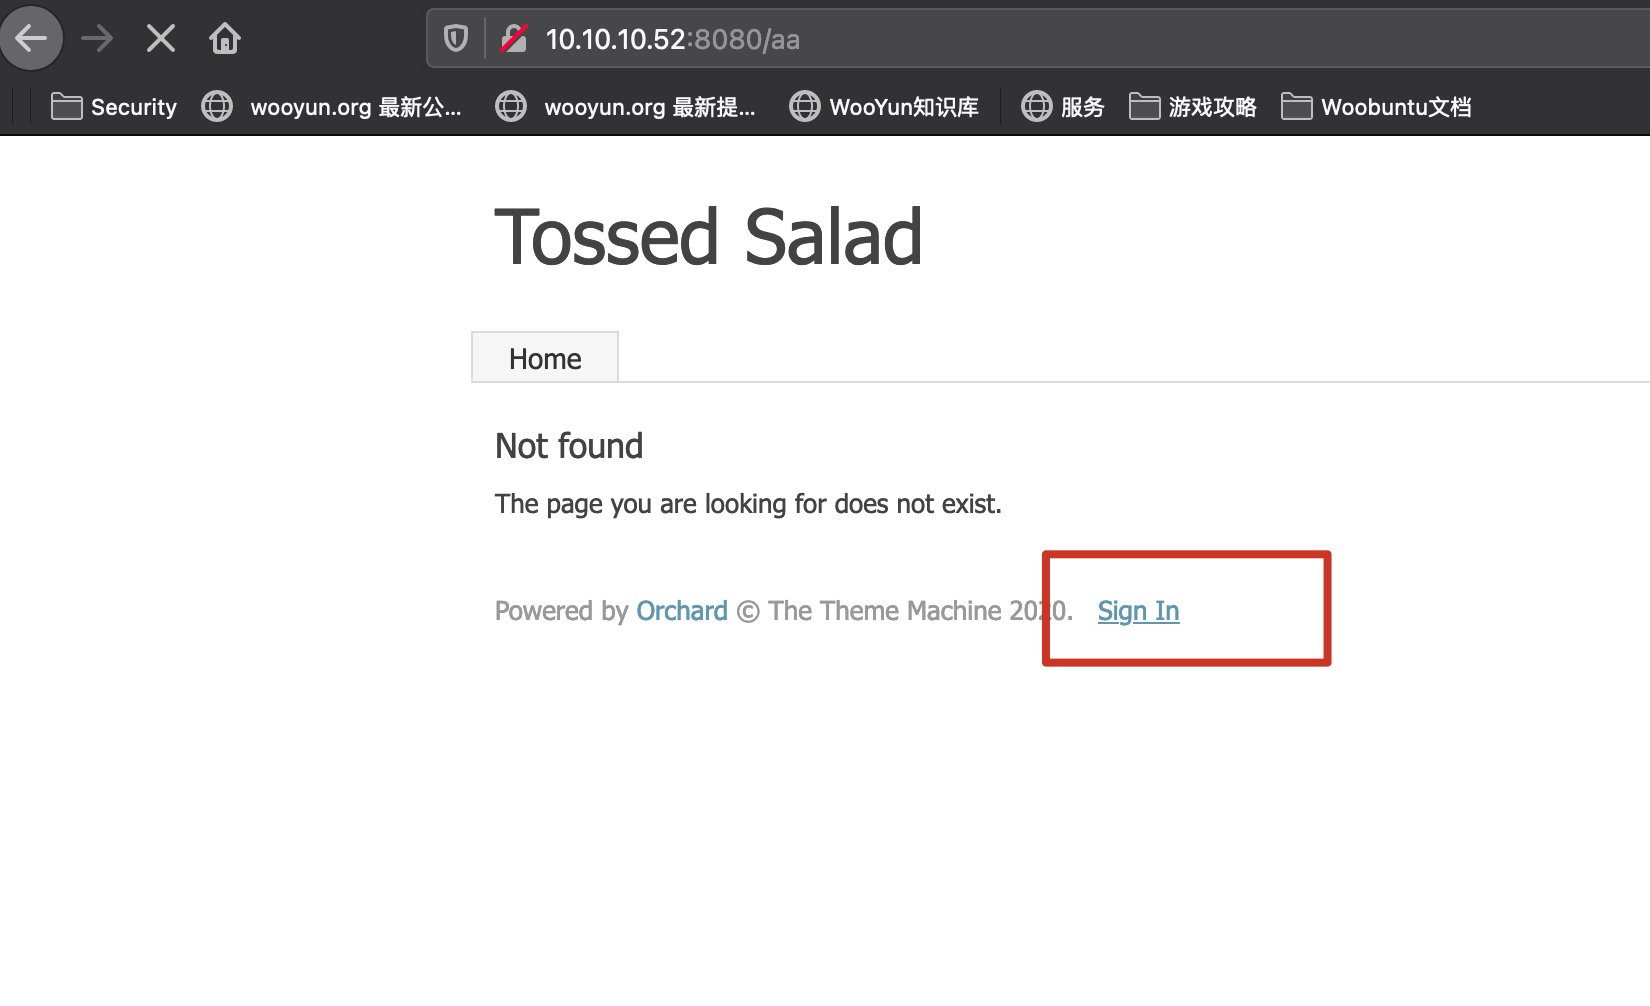 10.10.10.52:8080/aa
Security wooyun.org 最新公... wooyun.org 最新提... WooYun知识库 服务 游戏攻略 Woobuntu文档
Tossed Salad
Home
Not found
The page you are looking for does not exist.
Powered by Orchard © The Theme Machine 2020. Sign In